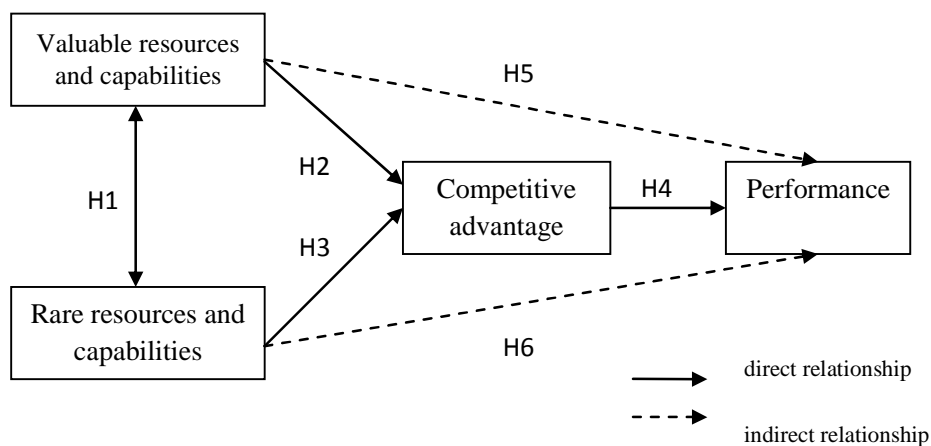 Valuable resources
and capabilities
H5
H2
H1
Competitive
advantage
H4
Performance
H3
Rare resources and
capabilities
H6
direct relationship
indirect relationship